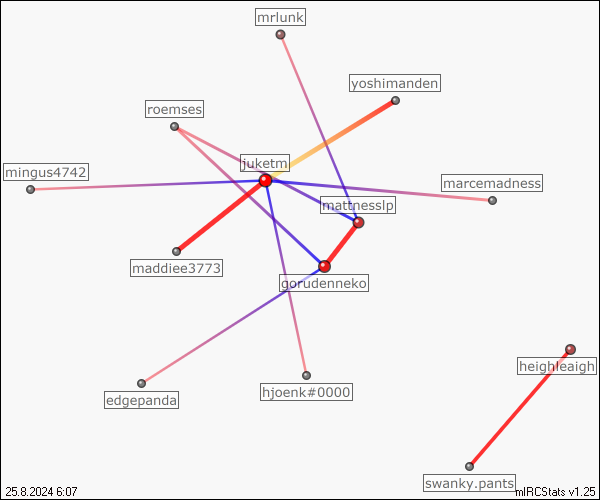 mrlunk
yoshimanden
roemses
juketm
mingus4742
marcemadness
mattnesslp
maddiee3773
gorudenneko
heighleaigh
edgepanda
hjoenk#0000
swanky.pants
25.8.2024 6:07
mIRCStats v1.25